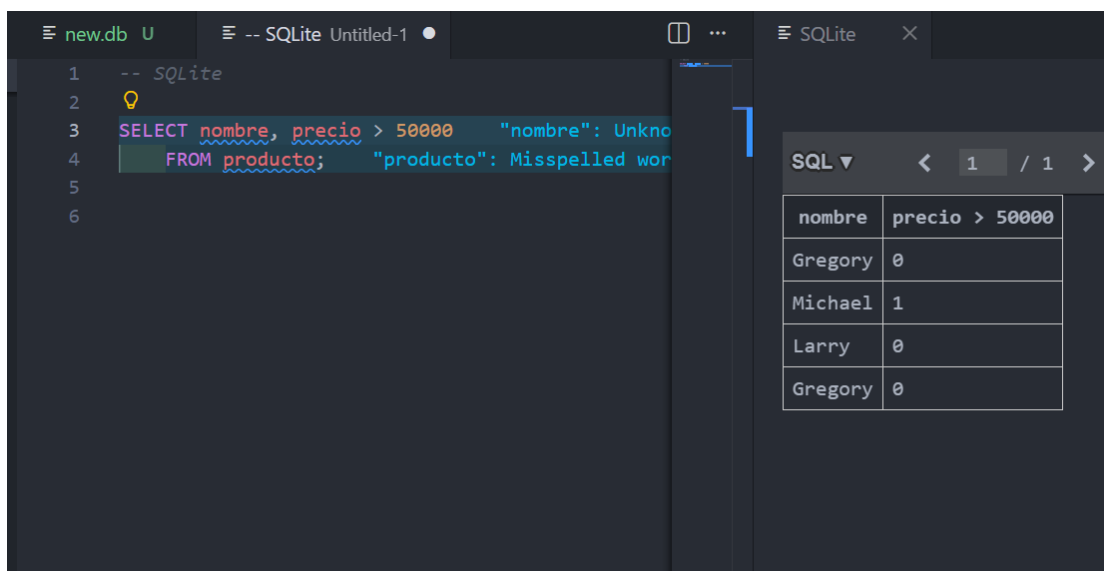 new.db U
-- SQLite Untitled-1
SQLite
1 -- SQLite
2
3 SELECT nombre, precio > 50000 "nombre": Unkno
4 FROM producto; "producto": Misspelled wor
5
6
SQL
1 / 1
nombre precio > 50000
Gregory 0
Michael 1
Larry 0
Gregory 0